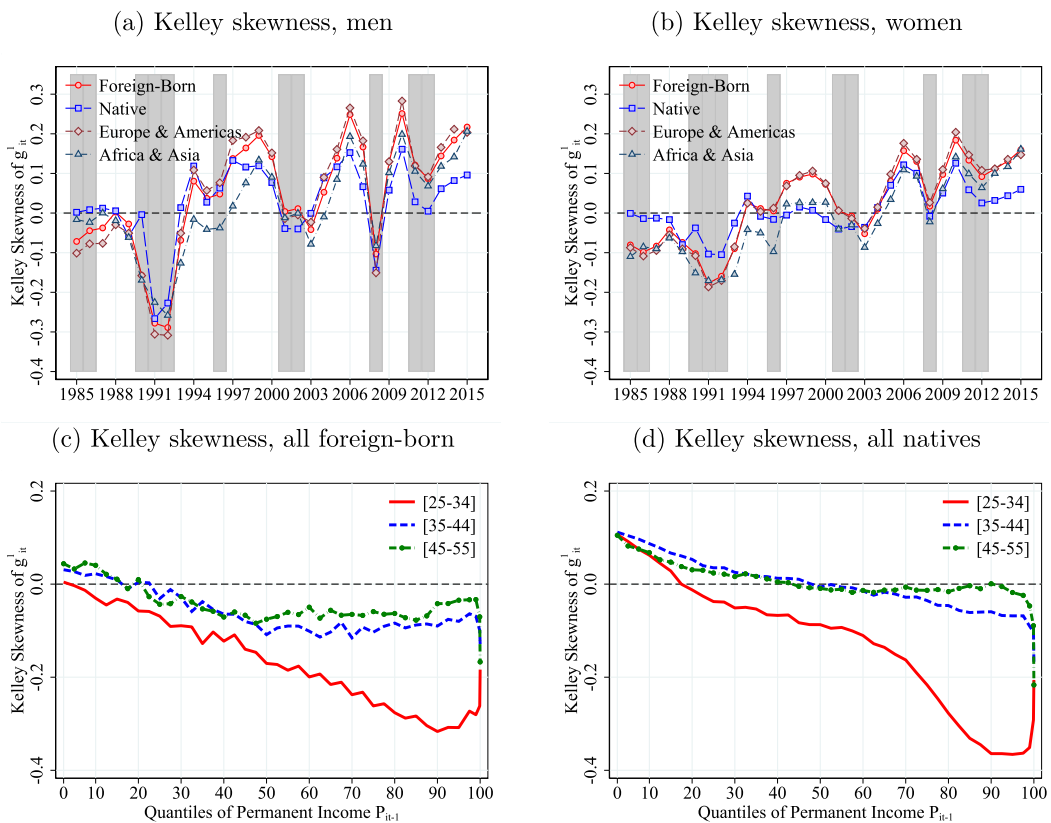 (a) Kelley skewness, men
Kelley Skewness of g¹it
0.3
0.2
0.1
0.0
-0.1
-0.2
-0.3
-0.4
Foreign-Born
Native
Europe & Americas
Africa & Asia
1985 1988 1991 1994 1997 2000 2003 2006 2009 2012 2015
(b) Kelley skewness, women
Kelley Skewness of g¹it
0.3
0.2
0.1
0.0
-0.1
-0.2
-0.3
-0.4
Foreign-Born
Native
Europe & Americas
Africa & Asia
1985 1988 1991 1994 1997 2000 2003 2006 2009 2012 2015
(c) Kelley skewness, all foreign-born
Kelley Skewness of g¹it
0.2
0.0
-0.2
-0.4
[25-34]
[35-44]
[45-55]
0 10 20 30 40 50 60 70 80 90 100
Quantiles of Permanent Income Pit-1
(d) Kelley skewness, all natives
Kelley Skewness of g¹it
0.2
0.0
-0.2
-0.4
[25-34]
[35-44]
[45-55]
0 10 20 30 40 50 60 70 80 90 100
Quantiles of Permanent Income Pit-1